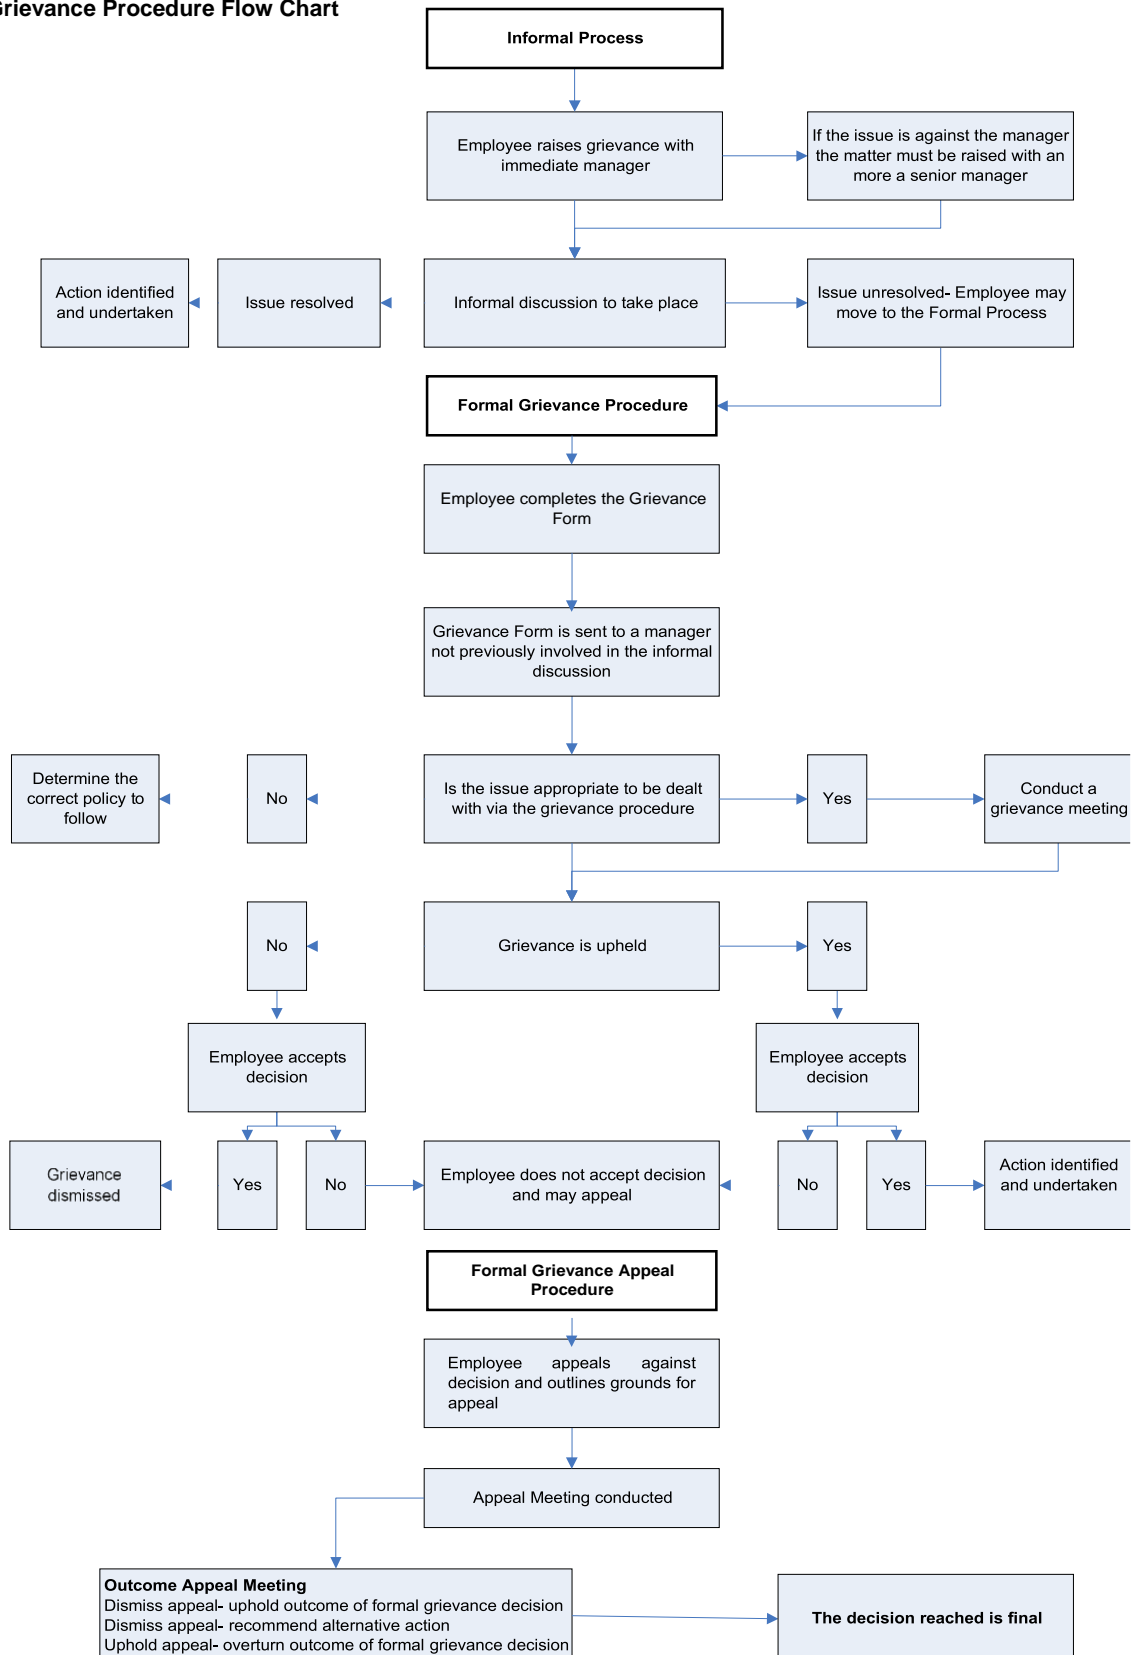 Grievance Procedure Flow Chart
Informal Process
Employee raises grievance with
immediate manager
If the issue is against the manager
the matter must be raised with an
more a senior manager
Action identified
and undertaken
Issue resolved
Informal discussion to take place
Issue unresolved- Employee may
move to the Formal Process
Formal Grievance Procedure
Employee completes the Grievance
Form
Grievance Form is sent to a manager
not previously involved in the informal
discussion
Determine the
correct policy to
follow
No
Is the issue appropriate to be dealt
with via the grievance procedure
Yes
Conduct a
grievance meeting
No
Grievance is upheld
Yes
Employee accepts
decision
Employee accepts
decision
Grievance
dismissed
Yes
No
Employee does not accept decision
and may appeal
No
Yes
Action identified
and undertaken
Formal Grievance Appeal
Procedure
Employee appeals against
decision and outlines grounds for
appeal
Appeal Meeting conducted
Outcome Appeal Meeting
Dismiss appeal- uphold outcome of formal grievance decision
Dismiss appeal- recommend alternative action
Uphold appeal- overturn outcome of formal grievance decision
The decision reached is final